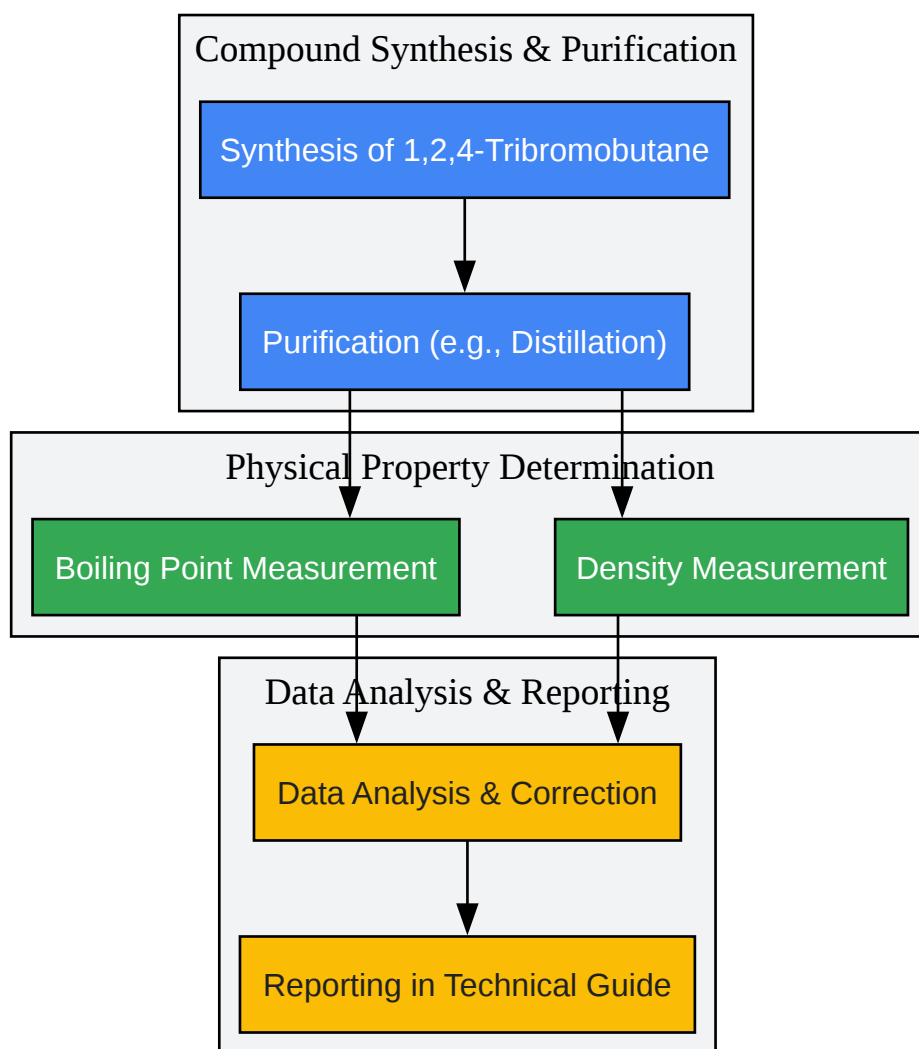 Compound Synthesis & Purification
Synthesis of 1,2,4-Tribromobutane
Purification (e.g., Distillation)
Physical Property Determination
Boiling Point Measurement
Density Measurement
Data Analysis & Reporting
Data Analysis & Correction
Reporting in Technical Guide